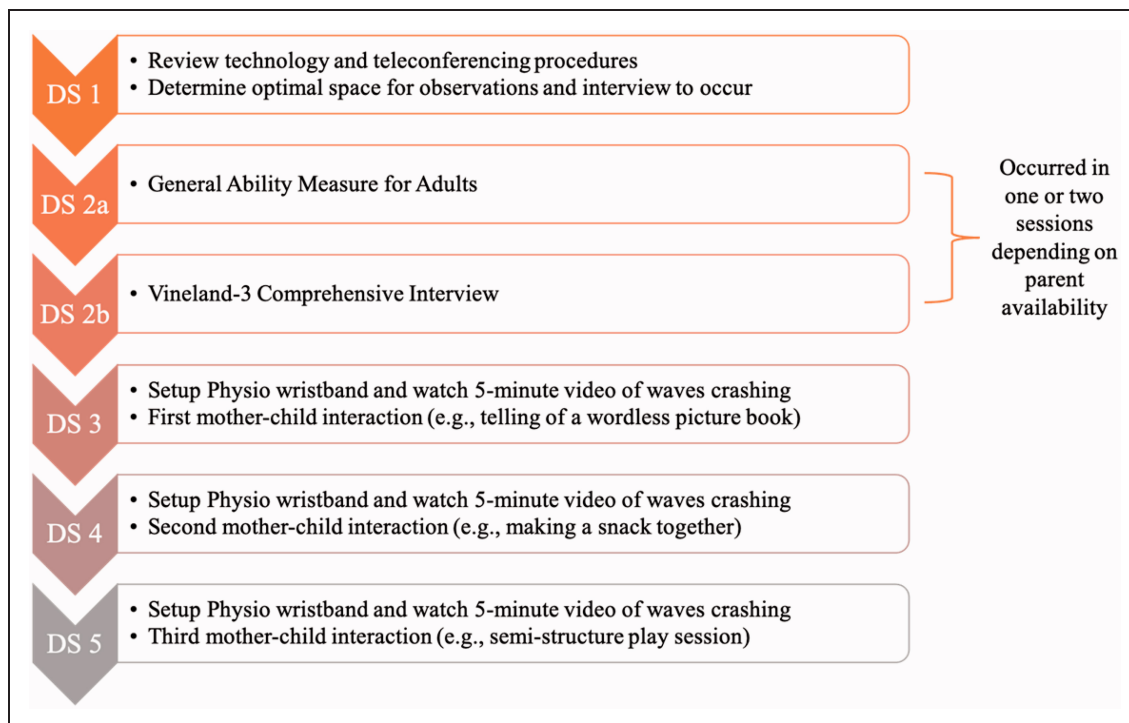 DS 1
• Review technology and teleconferencing procedures
• Determine optimal space for observations and interview to occur
DS 2a
• General Ability Measure for Adults
DS 2b
• Vineland-3 Comprehensive Interview
Occurred in
one or two
sessions
depending on
parent
availability
DS 3
• Setup Physio wristband and watch 5-minute video of waves crashing
• First mother-child interaction (e.g., telling of a wordless picture book)
DS 4
• Setup Physio wristband and watch 5-minute video of waves crashing
• Second mother-child interaction (e.g., making a snack together)
DS 5
• Setup Physio wristband and watch 5-minute video of waves crashing
• Third mother-child interaction (e.g., semi-structure play session)